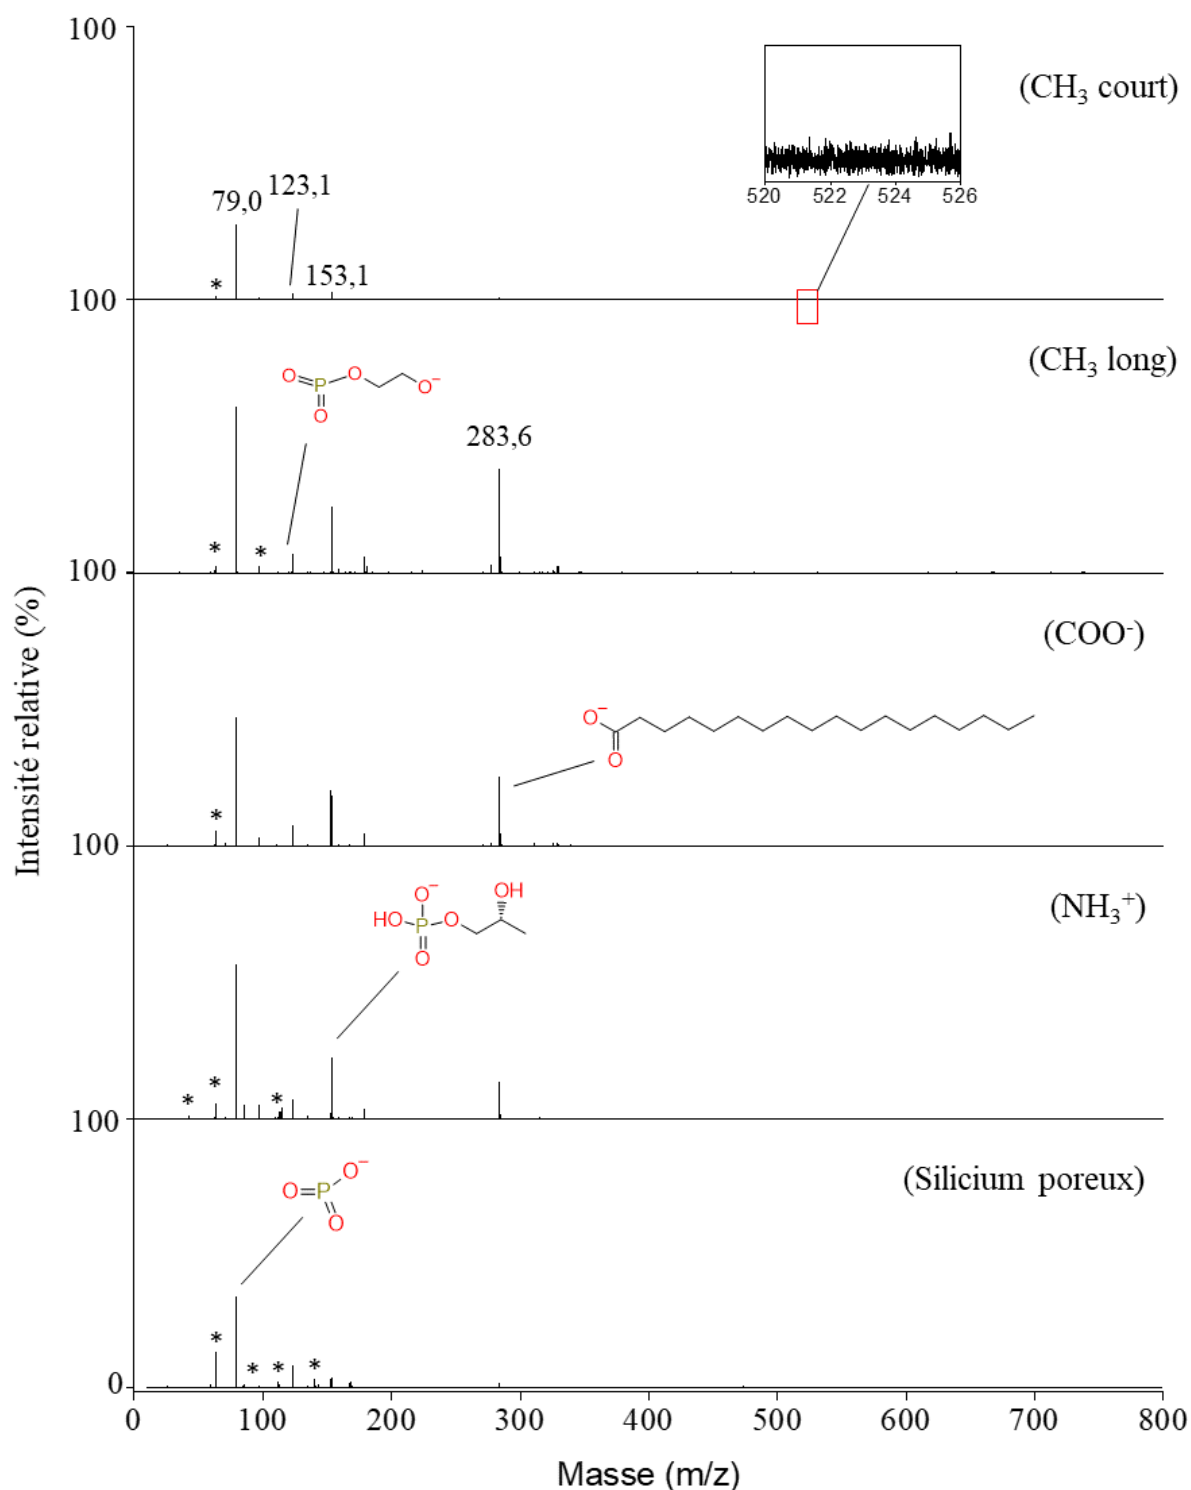 100
(CH₃ court)
520 522 524 526
123,1
79,0
*
153,1
100
(CH₃ long)
O P O O⁻
O
283,6
* *
100
(COO⁻)
O⁻
O
*
100
(NH₃⁺)
O⁻ OH
HO P O
O
* * *
100
(Silicium poreux)
O⁻
O P
O
* * * *
0
0 100 200 300 400 500 600 700 800
Masse (m/z)
Intensité relative (%)